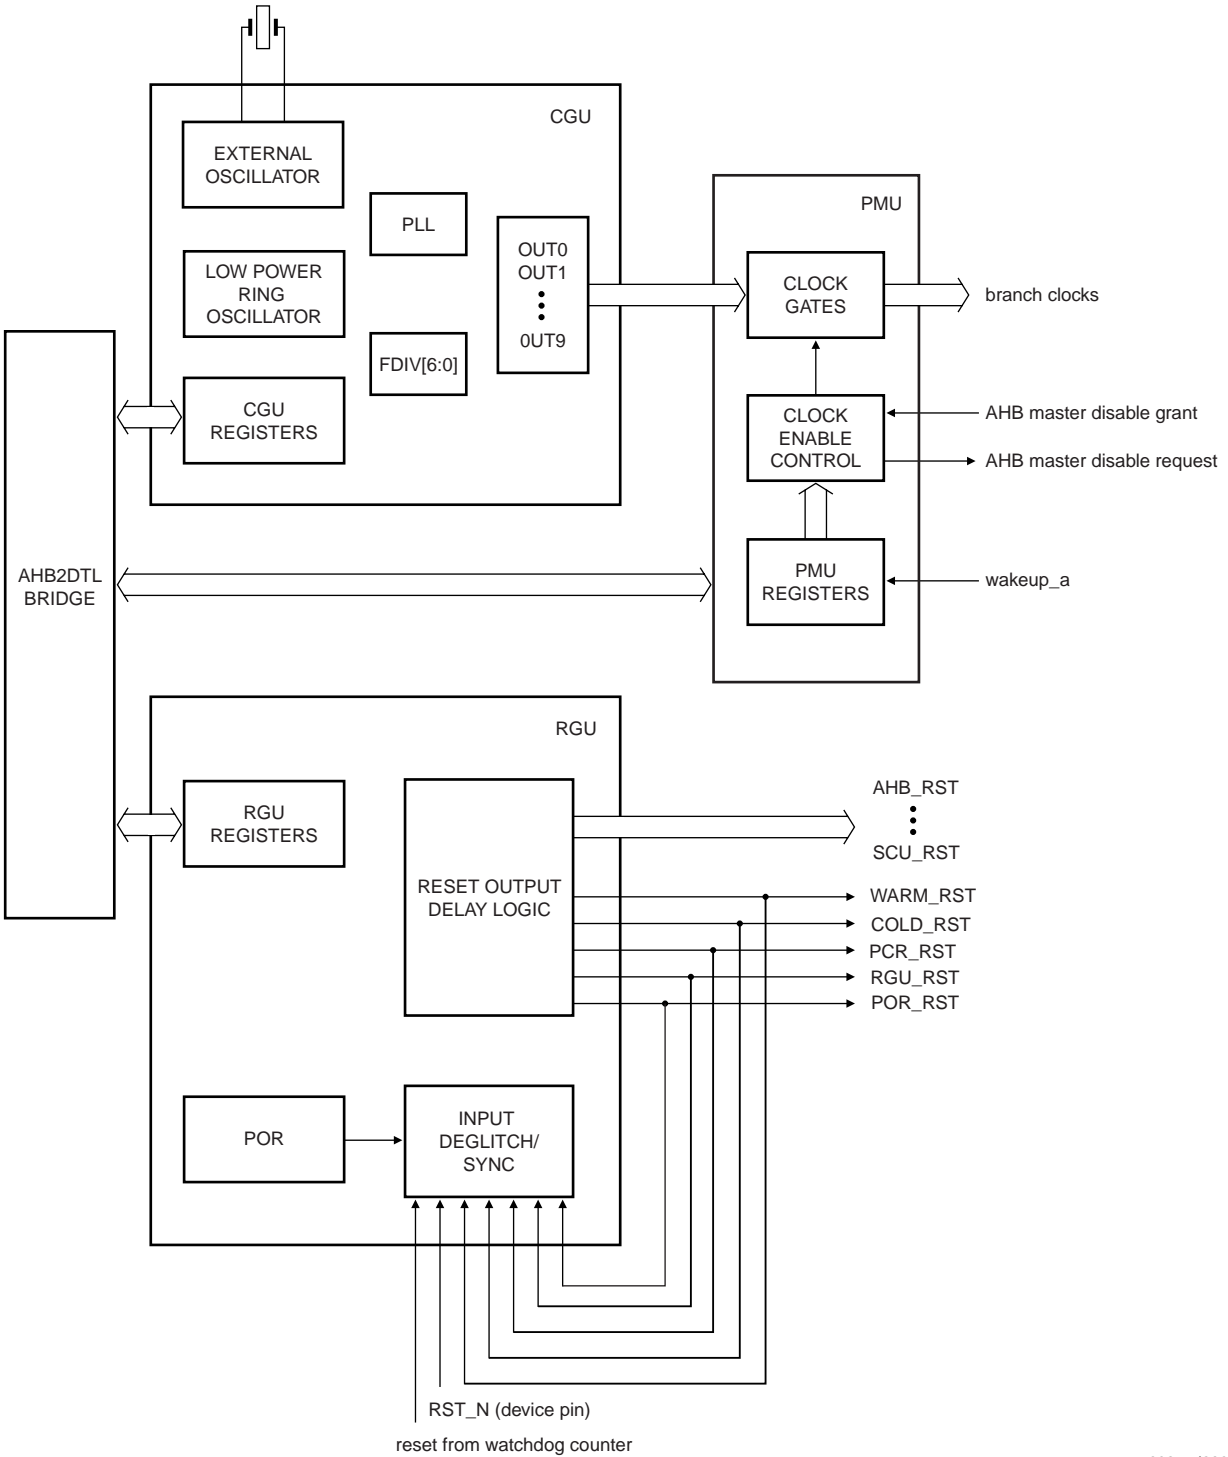 CGU
EXTERNAL
OSCILLATOR
PLL
LOW POWER
RING
OSCILLATOR
OUT0
OUT1
0UT9
FDIV[6:0]
CGU
REGISTERS
PMU
CLOCK
GATES
branch clocks
CLOCK
ENABLE
CONTROL
AHB master disable grant
AHB master disable request
PMU
REGISTERS
wakeup_a
AHB2DTL
BRIDGE
RGU
RGU
REGISTERS
RESET OUTPUT
DELAY LOGIC
AHB_RST
SCU_RST
WARM_RST
COLD_RST
PCR_RST
RGU_RST
POR_RST
POR
INPUT
DEGLITCH/
SYNC
RST_N (device pin)
reset from watchdog counter